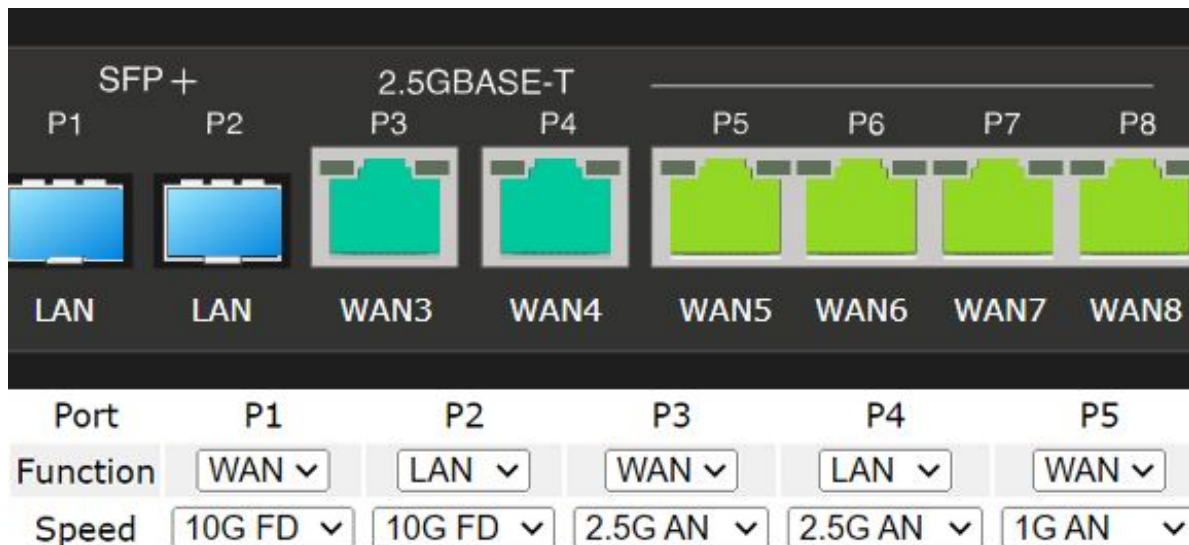 SFP+ 2.5GBASE-T
P1 P2 P3 P4 P5 P6 P7 P8
LAN LAN WAN3 WAN4 WAN5 WAN6 WAN7 WAN8
Port P1 P2 P3 P4 P5
Function WAN LAN WAN LAN WAN
Speed 10G FD 10G FD 2.5G AN 2.5G AN 1G AN